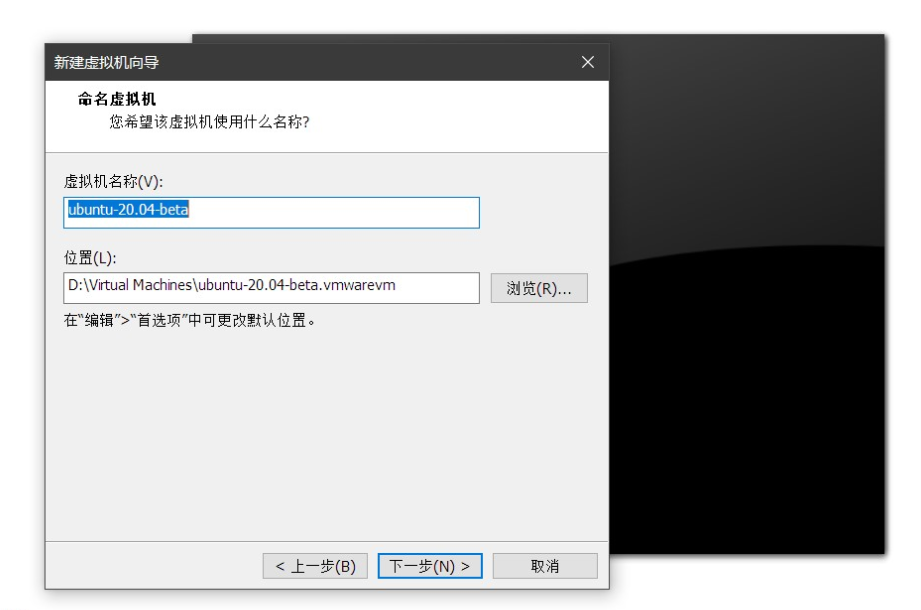 新建虚拟机向导
命名虚拟机
您希望该虚拟机使用什么名称?
虚拟机名称(V):
ubuntu-20.04-beta
位置(L):
D:\Virtual Machines\ubuntu-20.04-beta.vmwarevm
浏览(R)...
在“编辑”>“首选项”中可更改默认位置。
< 上一步(B)
下一步(N) >
取消